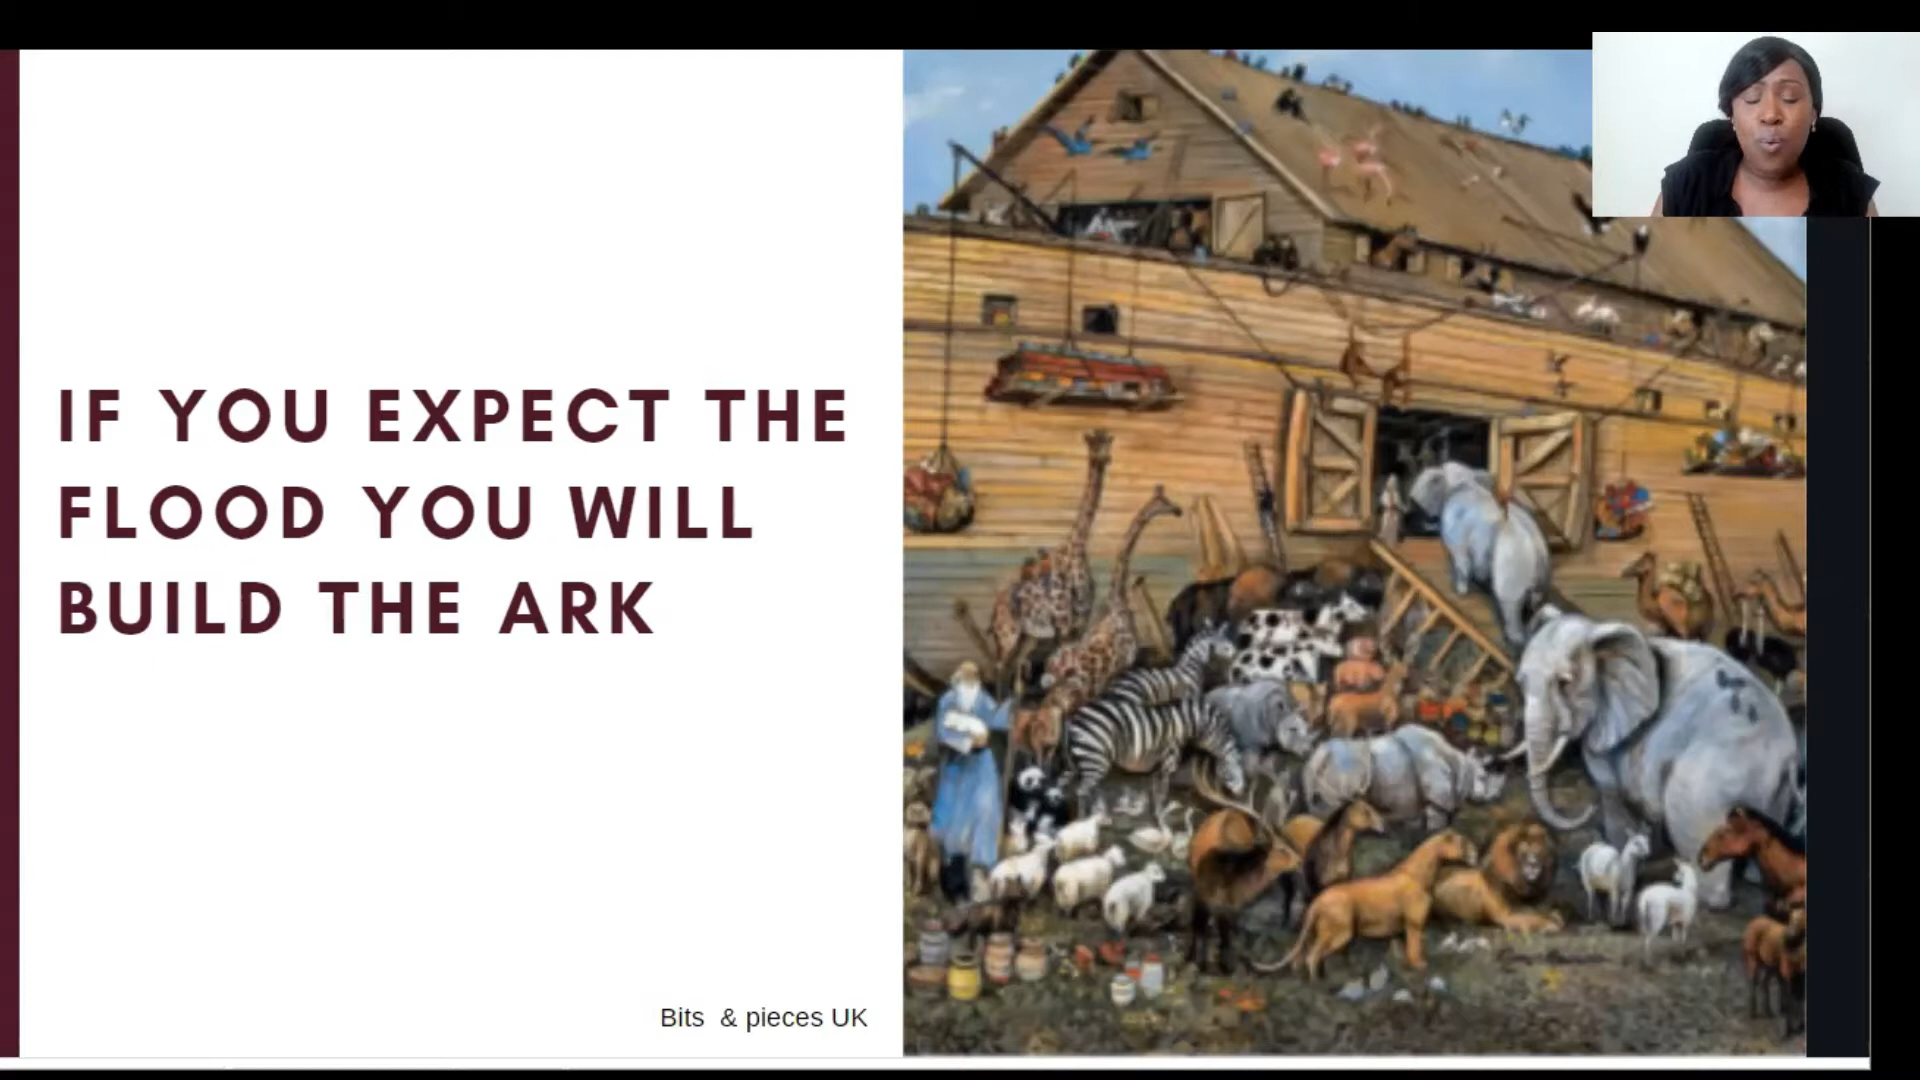 IF YOU EXPECT THE
FLOOD YOU WILL
BUILD THE ARK
Bits & pieces UK